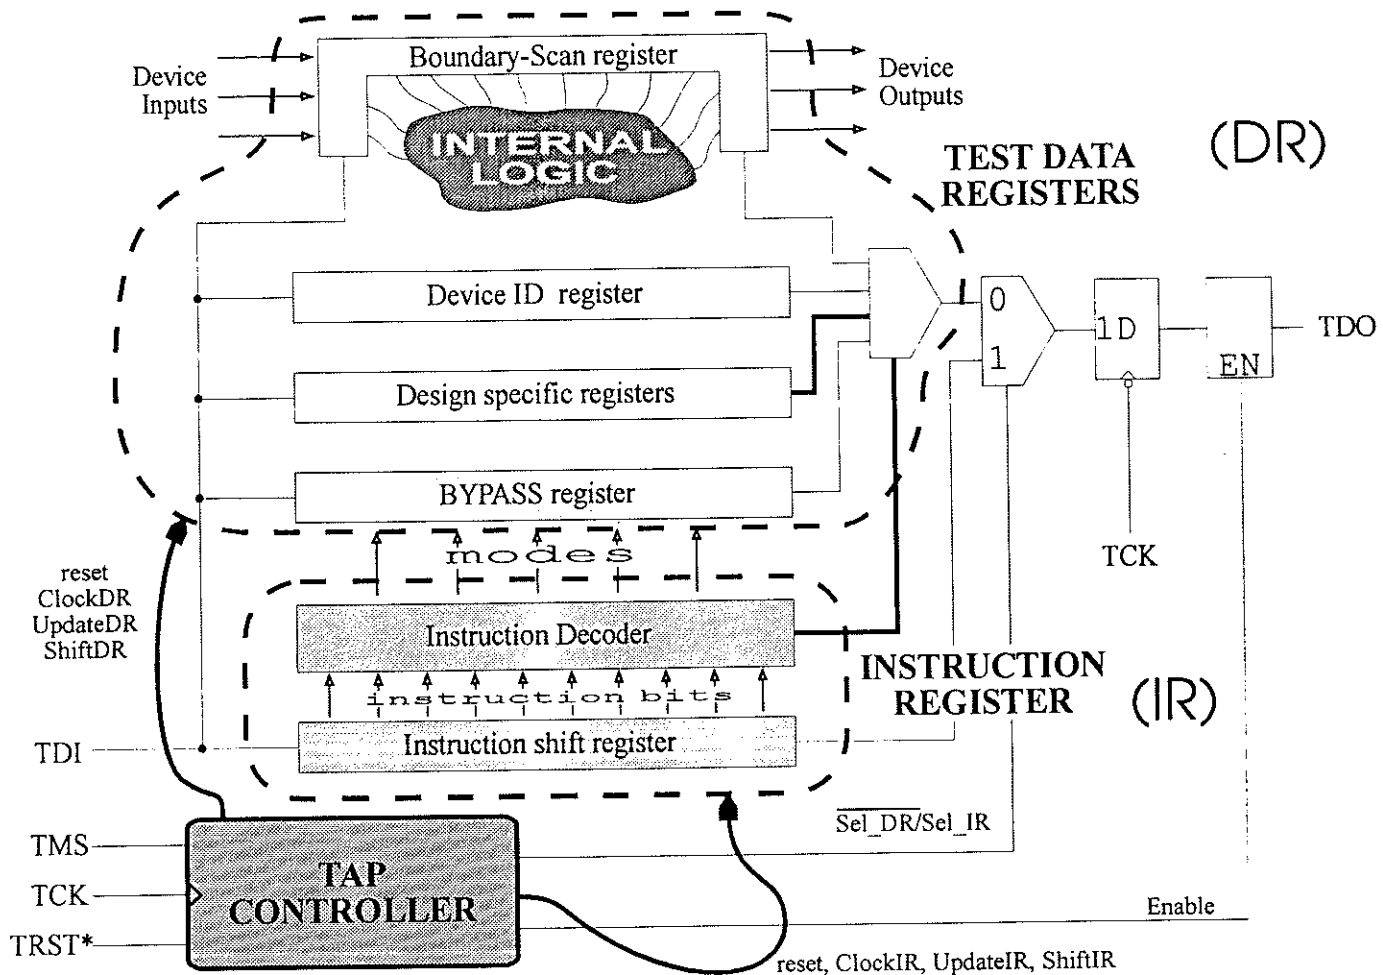 Boundary-Scan register
Device
Inputs
Device
Outputs
INTERNAL
LOGIC
TEST DATA
REGISTERS
(DR)
Device ID register
0
1
1D
EN
TDO
Design specific registers
BYPASS register
TCK
modes
reset
ClockDR
UpdateDR
ShiftDR
Instruction Decoder
INSTRUCTION
REGISTER
(IR)
instruction bits
TDI
Instruction shift register
Sel_DR/Sel_IR
TMS
TCK
TRST*
TAP
CONTROLLER
Enable
reset, ClockIR, UpdateIR, ShiftIR